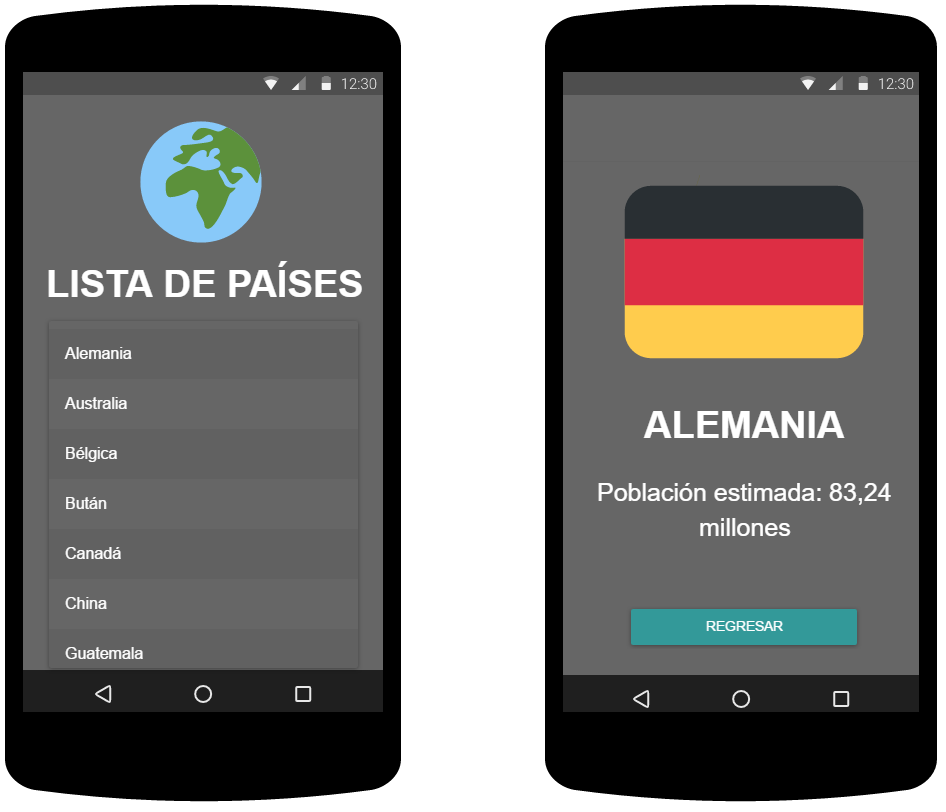 12:30
LISTA DE PAÍSES
Alemania
Australia
Bélgica
Bután
Canadá
China
Guatemala
12:30
ALEMANIA
Población estimada: 83,24
millones
REGRESAR